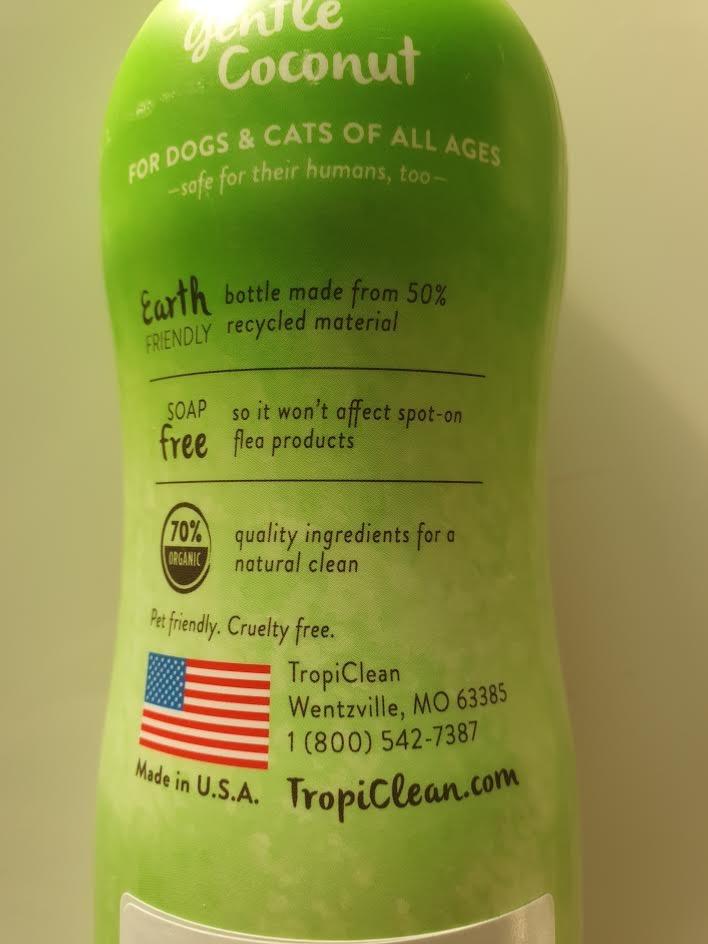 gentle
Coconut
FOR DOGS & CATS OF ALL AGES
–safe for their humans, too–
Earth
FRIENDLY
bottle made from 50%
recycled material
SOAP
free
so it won't affect spot-on
flea products
70%
ORGANIC
quality ingredients for a
natural clean
Pet friendly. Cruelty free.
TropiClean
Wentzville, MO 63385
1 (800) 542-7387
Made in U.S.A.
TropiClean.com